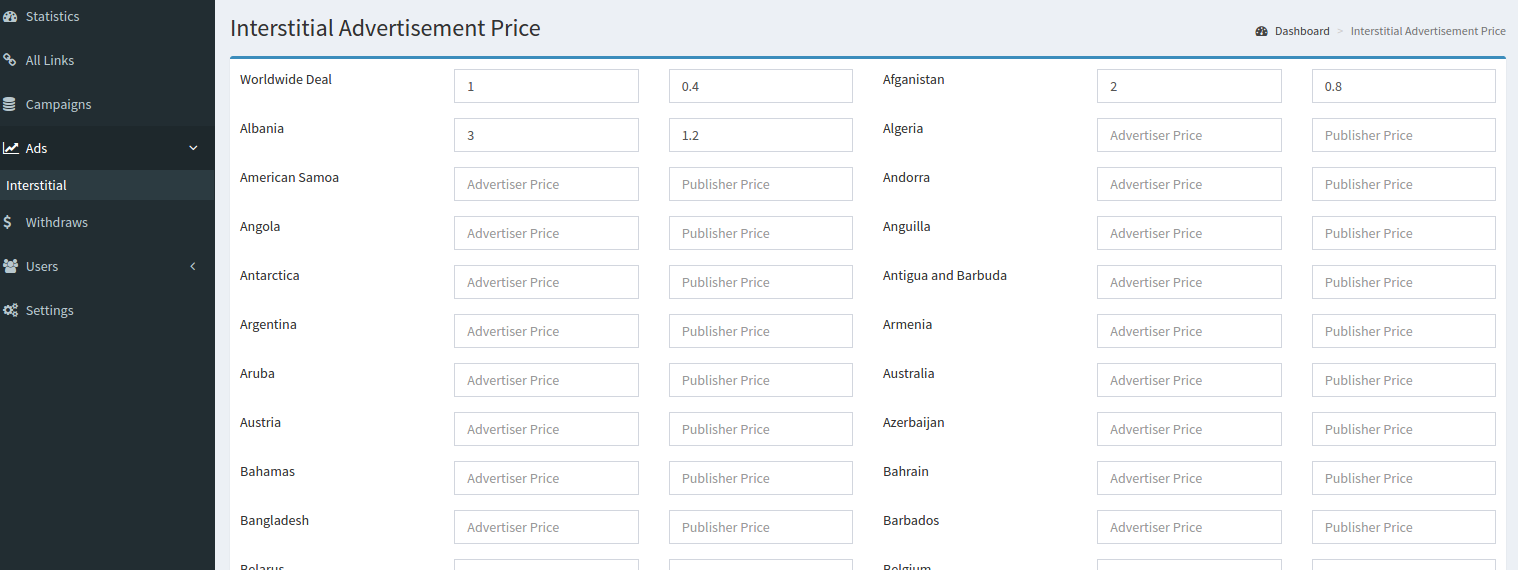 Statistics
All Links
Campaigns
Ads
Interstitial
Withdraws
Users
Settings
Interstitial Advertisement Price
Dashboard > Interstitial Advertisement Price
Worldwide Deal 1 0.4 Afganistan 2 0.8
Albania 3 1.2 Algeria Advertiser Price Publisher Price
American Samoa Advertiser Price Publisher Price Andorra Advertiser Price Publisher Price
Angola Advertiser Price Publisher Price Anguilla Advertiser Price Publisher Price
Antarctica Advertiser Price Publisher Price Antigua and Barbuda Advertiser Price Publisher Price
Argentina Advertiser Price Publisher Price Armenia Advertiser Price Publisher Price
Aruba Advertiser Price Publisher Price Australia Advertiser Price Publisher Price
Austria Advertiser Price Publisher Price Azerbaijan Advertiser Price Publisher Price
Bahamas Advertiser Price Publisher Price Bahrain Advertiser Price Publisher Price
Bangladesh Advertiser Price Publisher Price Barbados Advertiser Price Publisher Price
Belarus Belgium